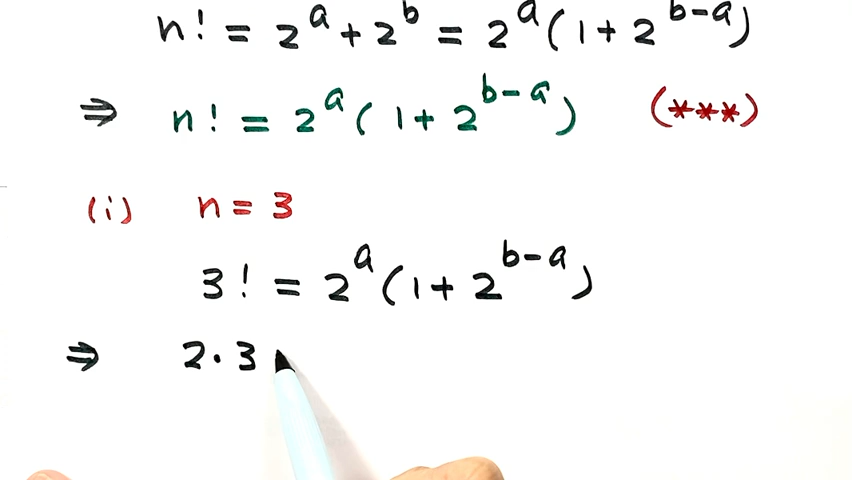 n! = 2^a + 2^b = 2^a(1+2^{b-a})
⇒ n! = 2^a(1+2^{b-a}) (***)
(i) n = 3
3! = 2^a(1+2^{b-a})
⇒ 2·3